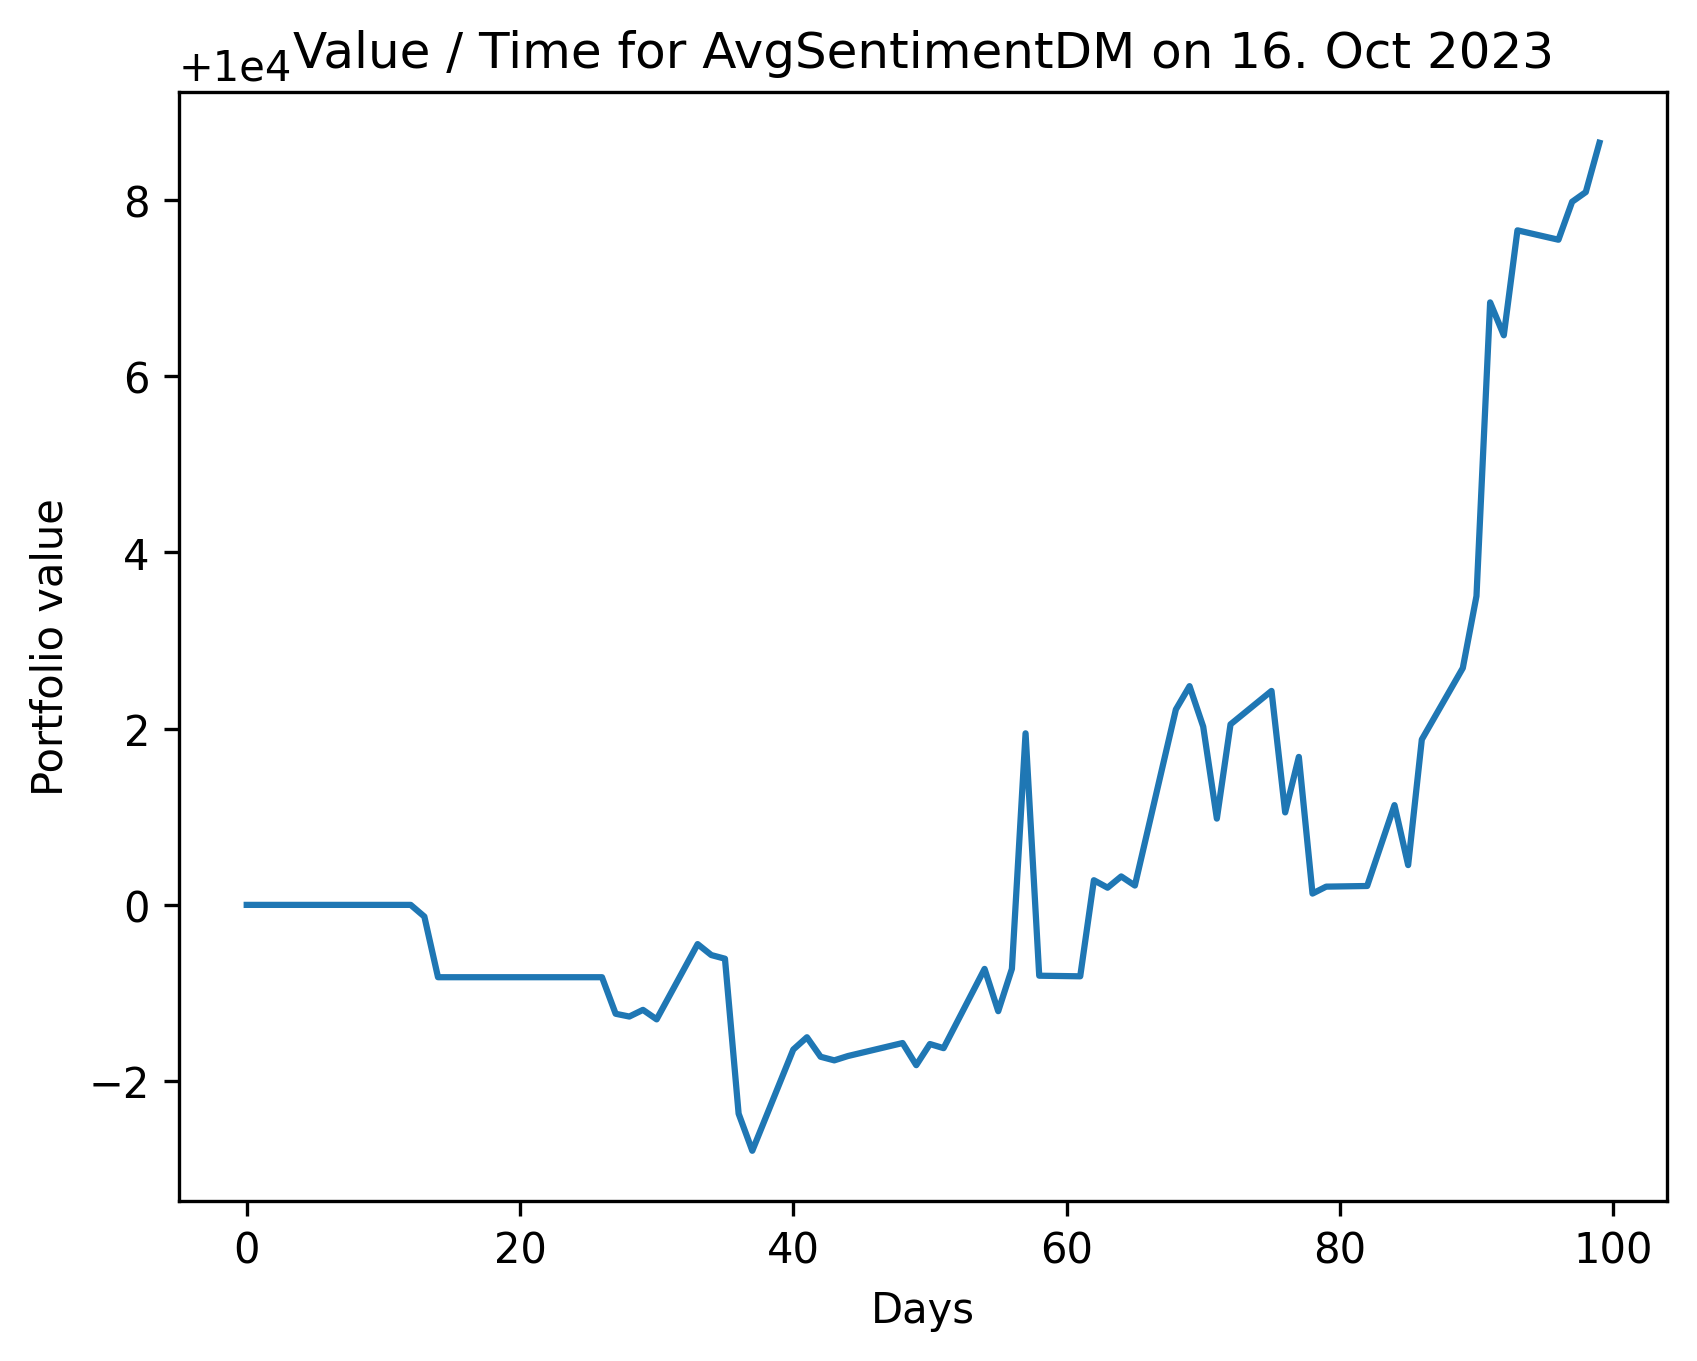 Value / Time for AvgSentimentDM on 16. Oct 2023
+1e4
8
6
4
2
0
−2
Portfolio value
0 20 40 60 80 100
Days